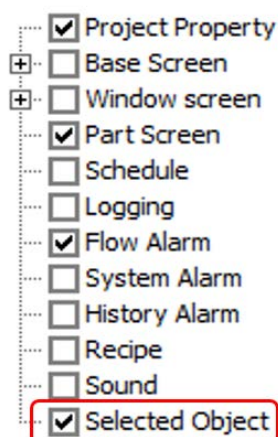 Project Property
Base Screen
Window screen
Part Screen
Schedule
Logging
Flow Alarm
System Alarm
History Alarm
Recipe
Sound
Selected Object